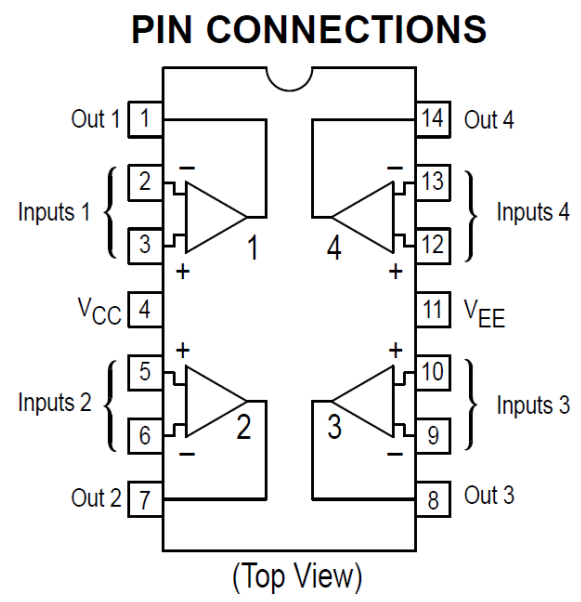 PIN CONNECTIONS
Out 1 1 14 Out 4
2 − − 13
Inputs 1 Inputs 4
3 1 4 12
+ +
VCC 4 11 VEE
+ +
5 10
Inputs 2 2 3 Inputs 3
6 − − 9
Out 2 7 8 Out 3
(Top View)